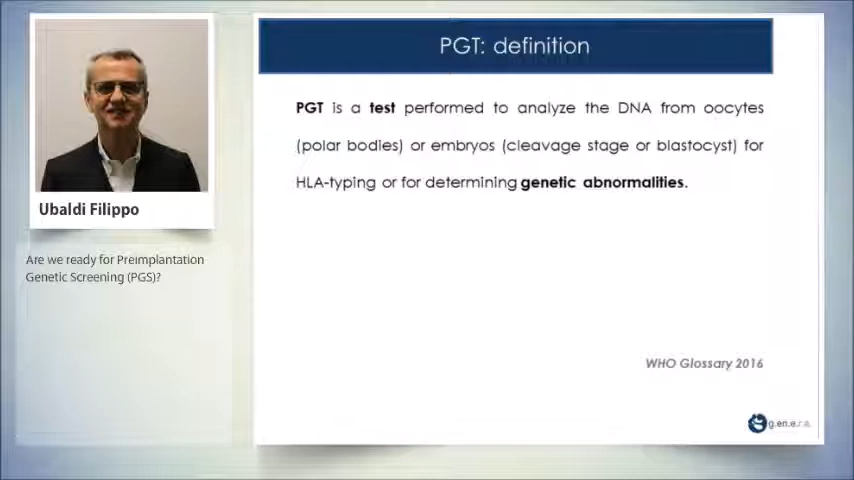 PGT: definition
PGT is a test performed to analyze the DNA from oocytes
(polar bodies) or embryos (cleavage stage or blastocyst) for
HLA-typing or for determining genetic abnormalities.
Ubaldi Filippo
Are we ready for Preimplantation
Genetic Screening (PGS)?
WHO Glossary 2016
g.en.e.r.a.